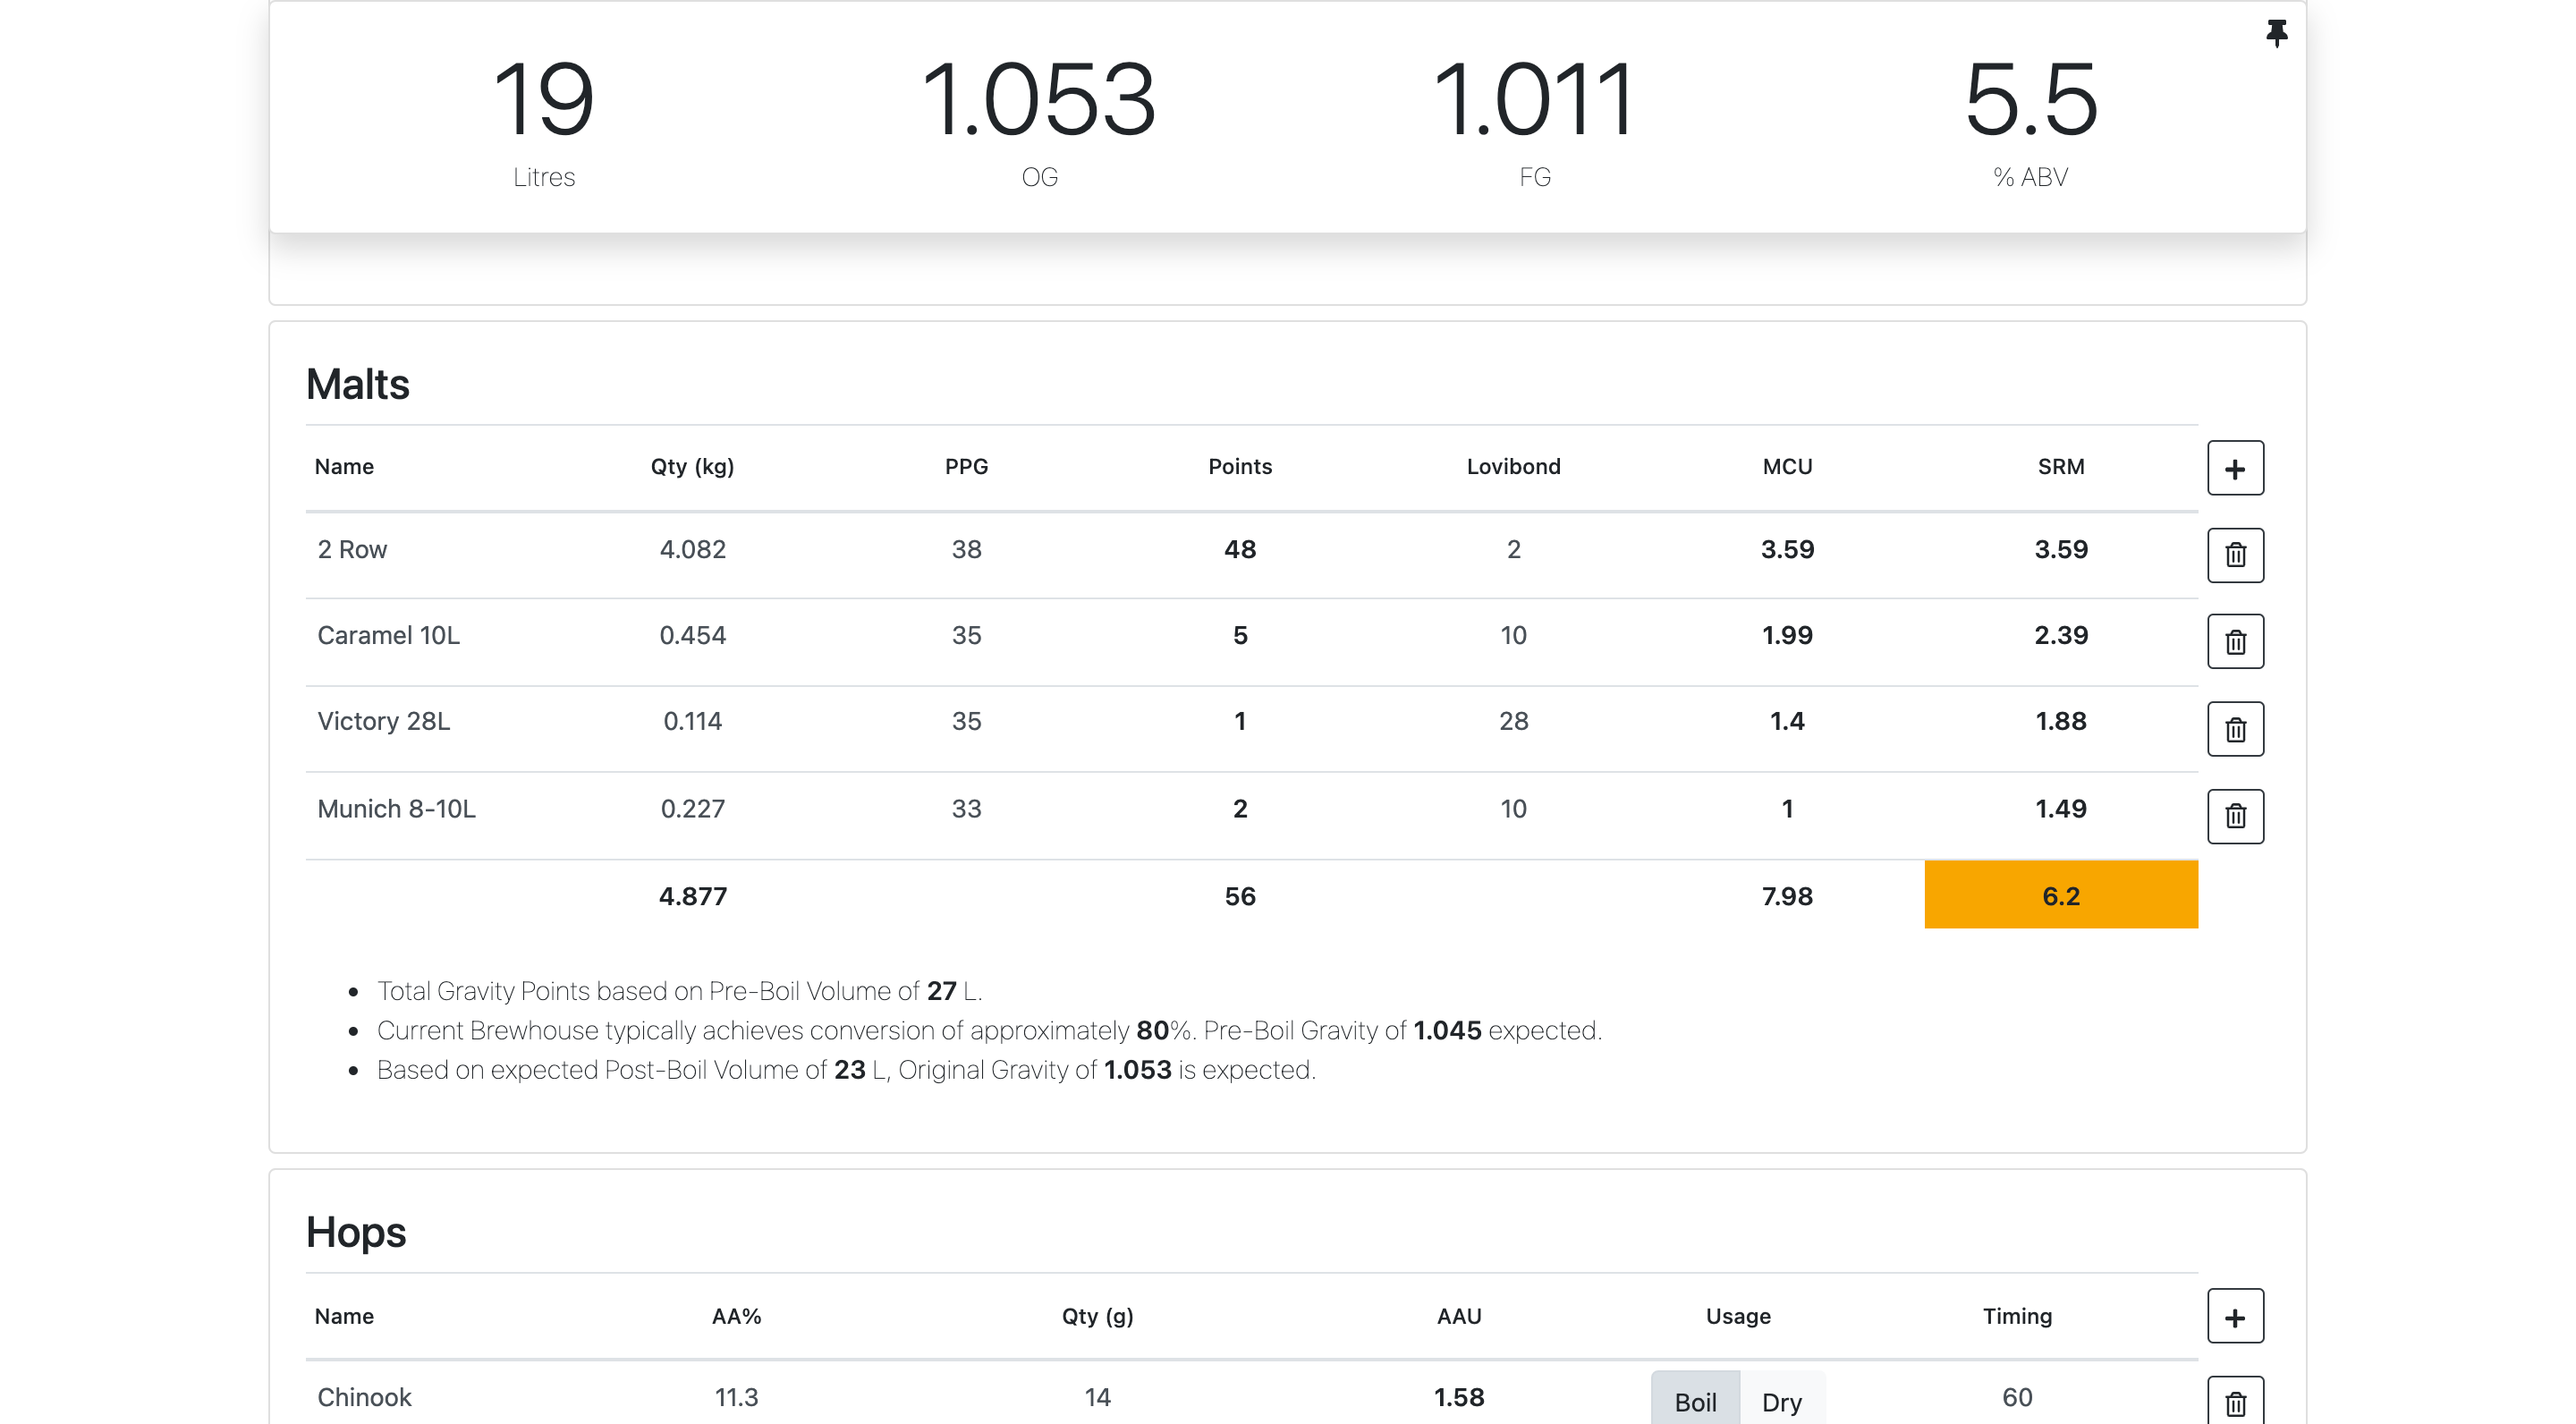 19 1.053 1.011 5.5
Litres OG FG % ABV
Malts
Name Qty (kg) PPG Points Lovibond MCU SRM +
2 Row 4.082 38 48 2 3.59 3.59
Caramel 10L 0.454 35 5 10 1.99 2.39
Victory 28L 0.114 35 1 28 1.4 1.88
Munich 8-10L 0.227 33 2 10 1 1.49
4.877 56 7.98 6.2
• Total Gravity Points based on Pre-Boil Volume of 27 L.
• Current Brewhouse typically achieves conversion of approximately 80%. Pre-Boil Gravity of 1.045 expected.
• Based on expected Post-Boil Volume of 23 L, Original Gravity of 1.053 is expected.
Hops
Name AA% Qty (g) AAU Usage Timing +
Chinook 11.3 14 1.58 Boil Dry 60